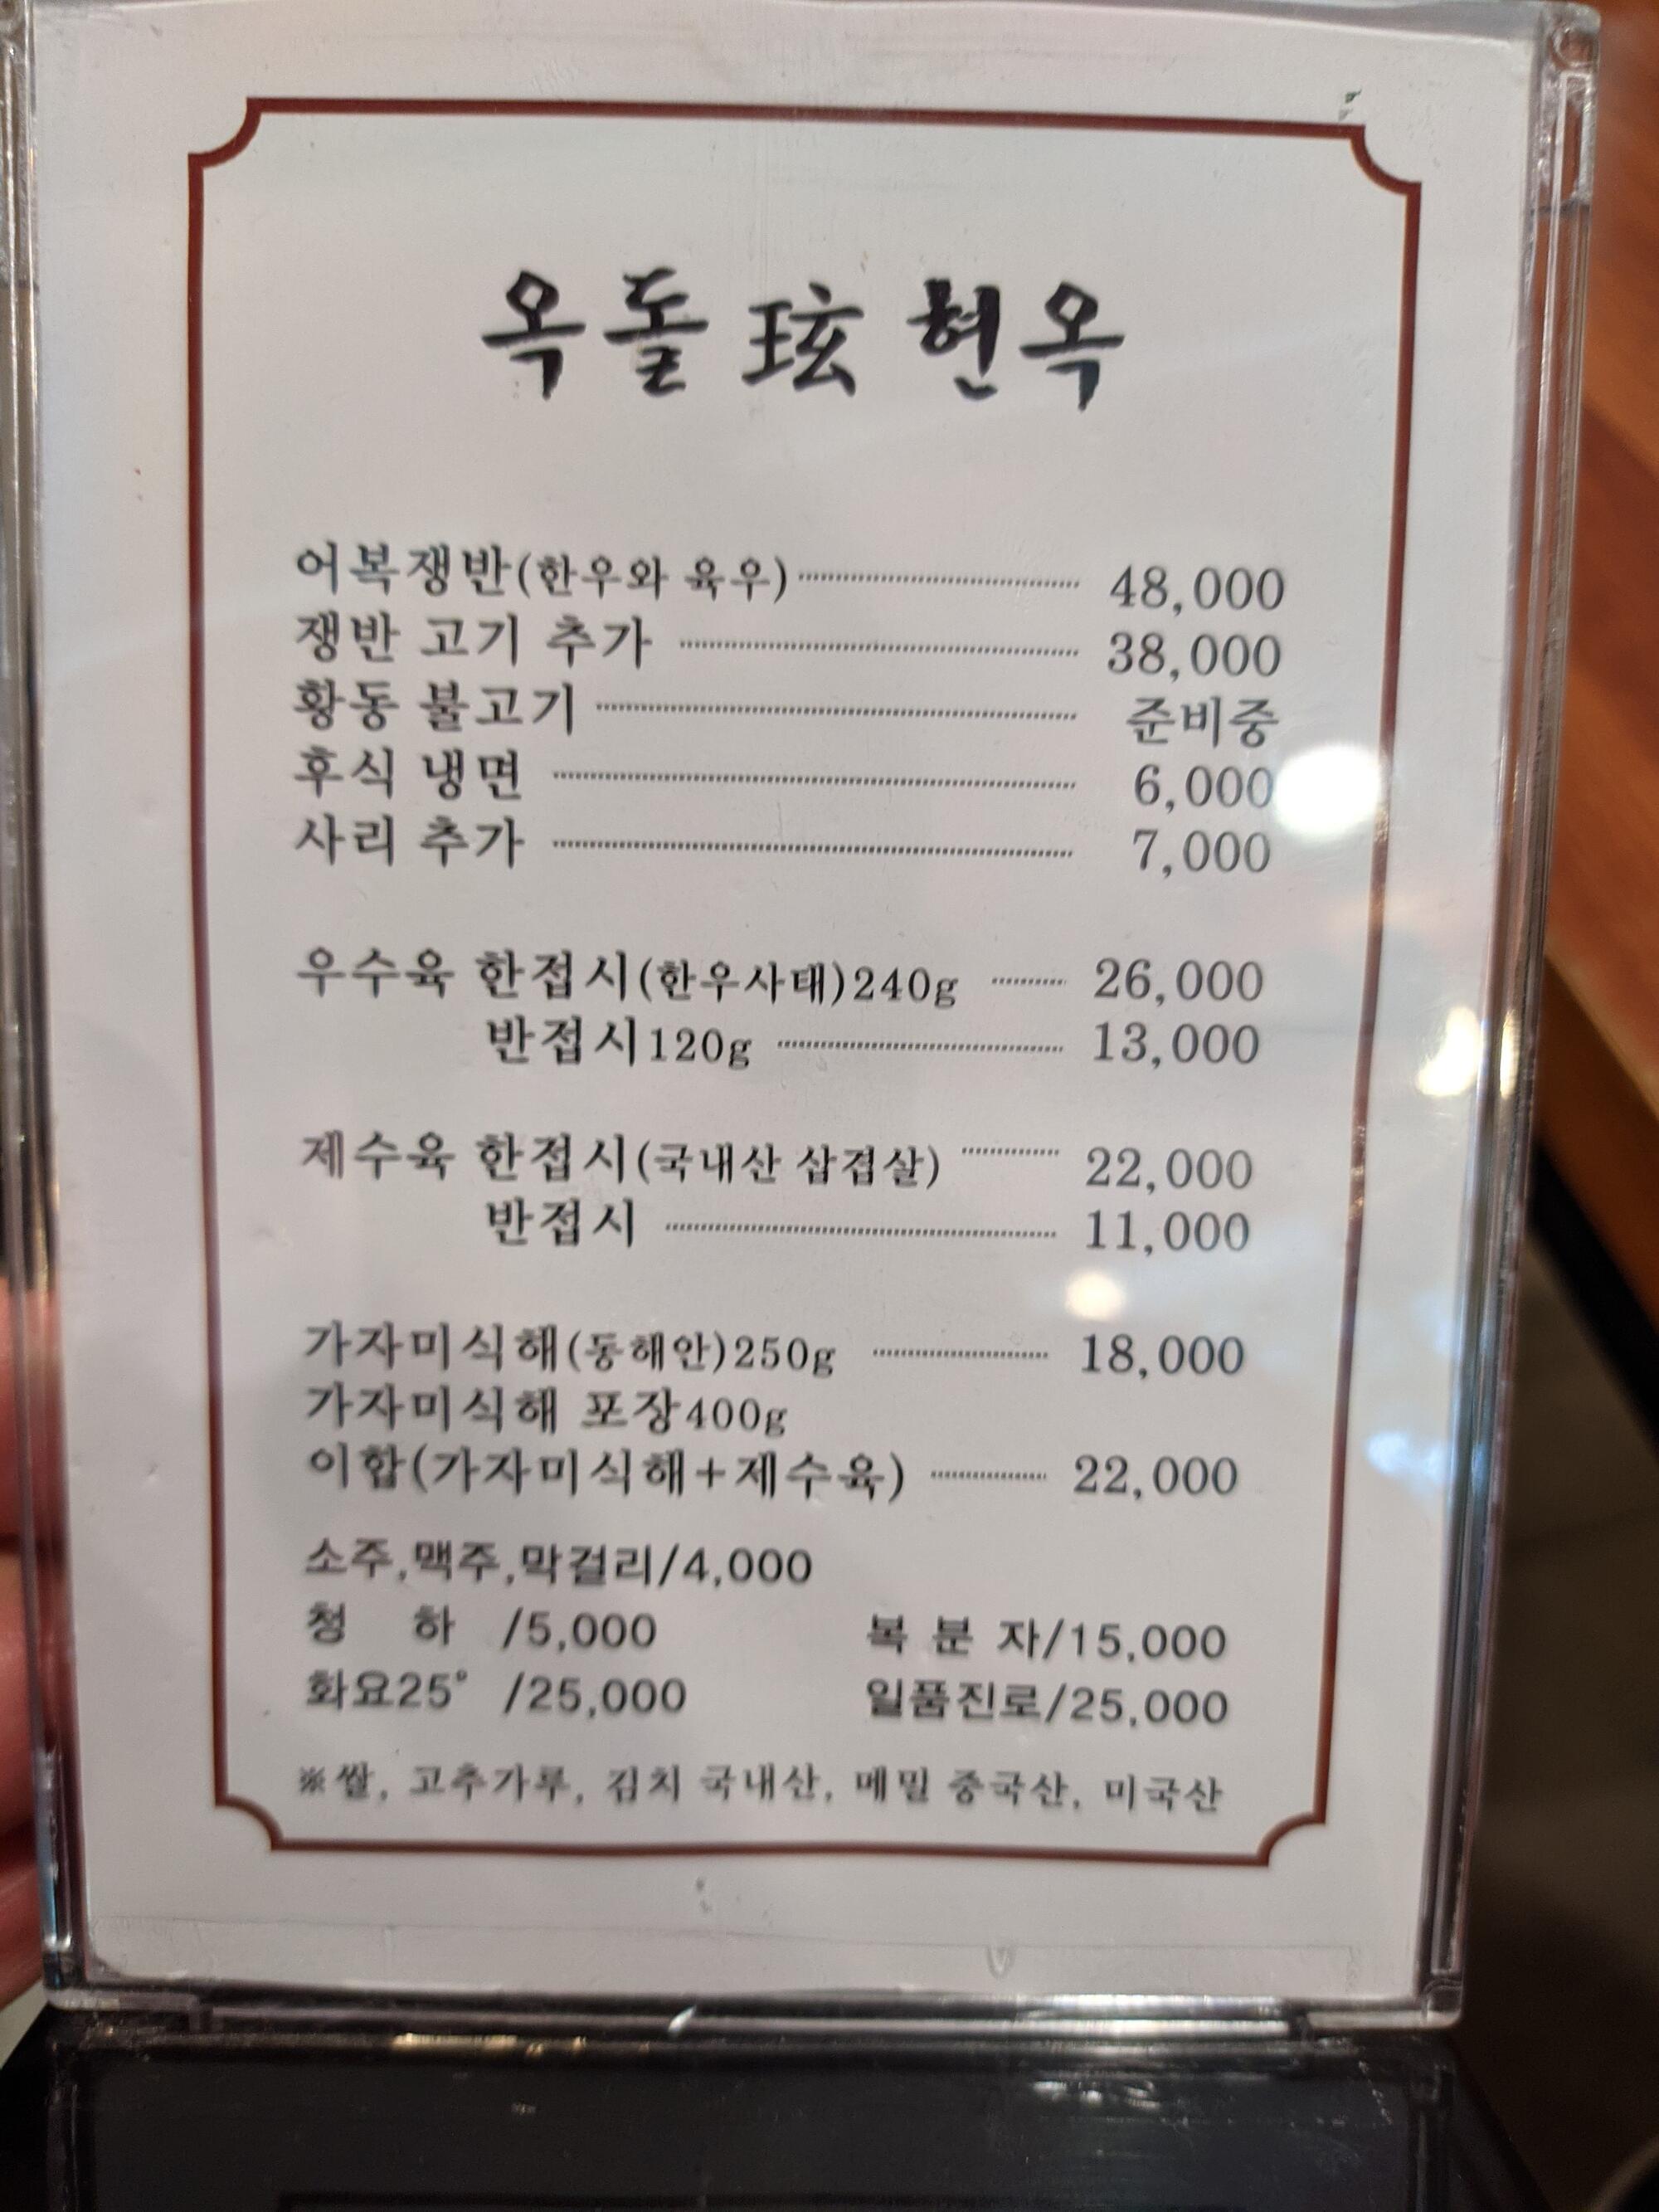 옥돌 玹 현옥
어복쟁반(한우와 육우) 48,000
쟁반 고기 추가 38,000
황동 불고기 준비중
후식 냉면 6,000
사리 추가 7,000
우수육 한접시(한우사태)240g 26,000
반접시120g 13,000
제수육 한접시(국내산 삼겹살) 22,000
반접시 11,000
가자미식해(동해안)250g 18,000
가자미식해 포장400g
이합(가자미식해+제수육) 22,000
소주,맥주,막걸리/4,000
청 하 /5,000 복 분 자/15,000
화요25° /25,000 일품진로/25,000
※쌀, 고추가루, 김치 국내산, 메밀 중국산, 미국산